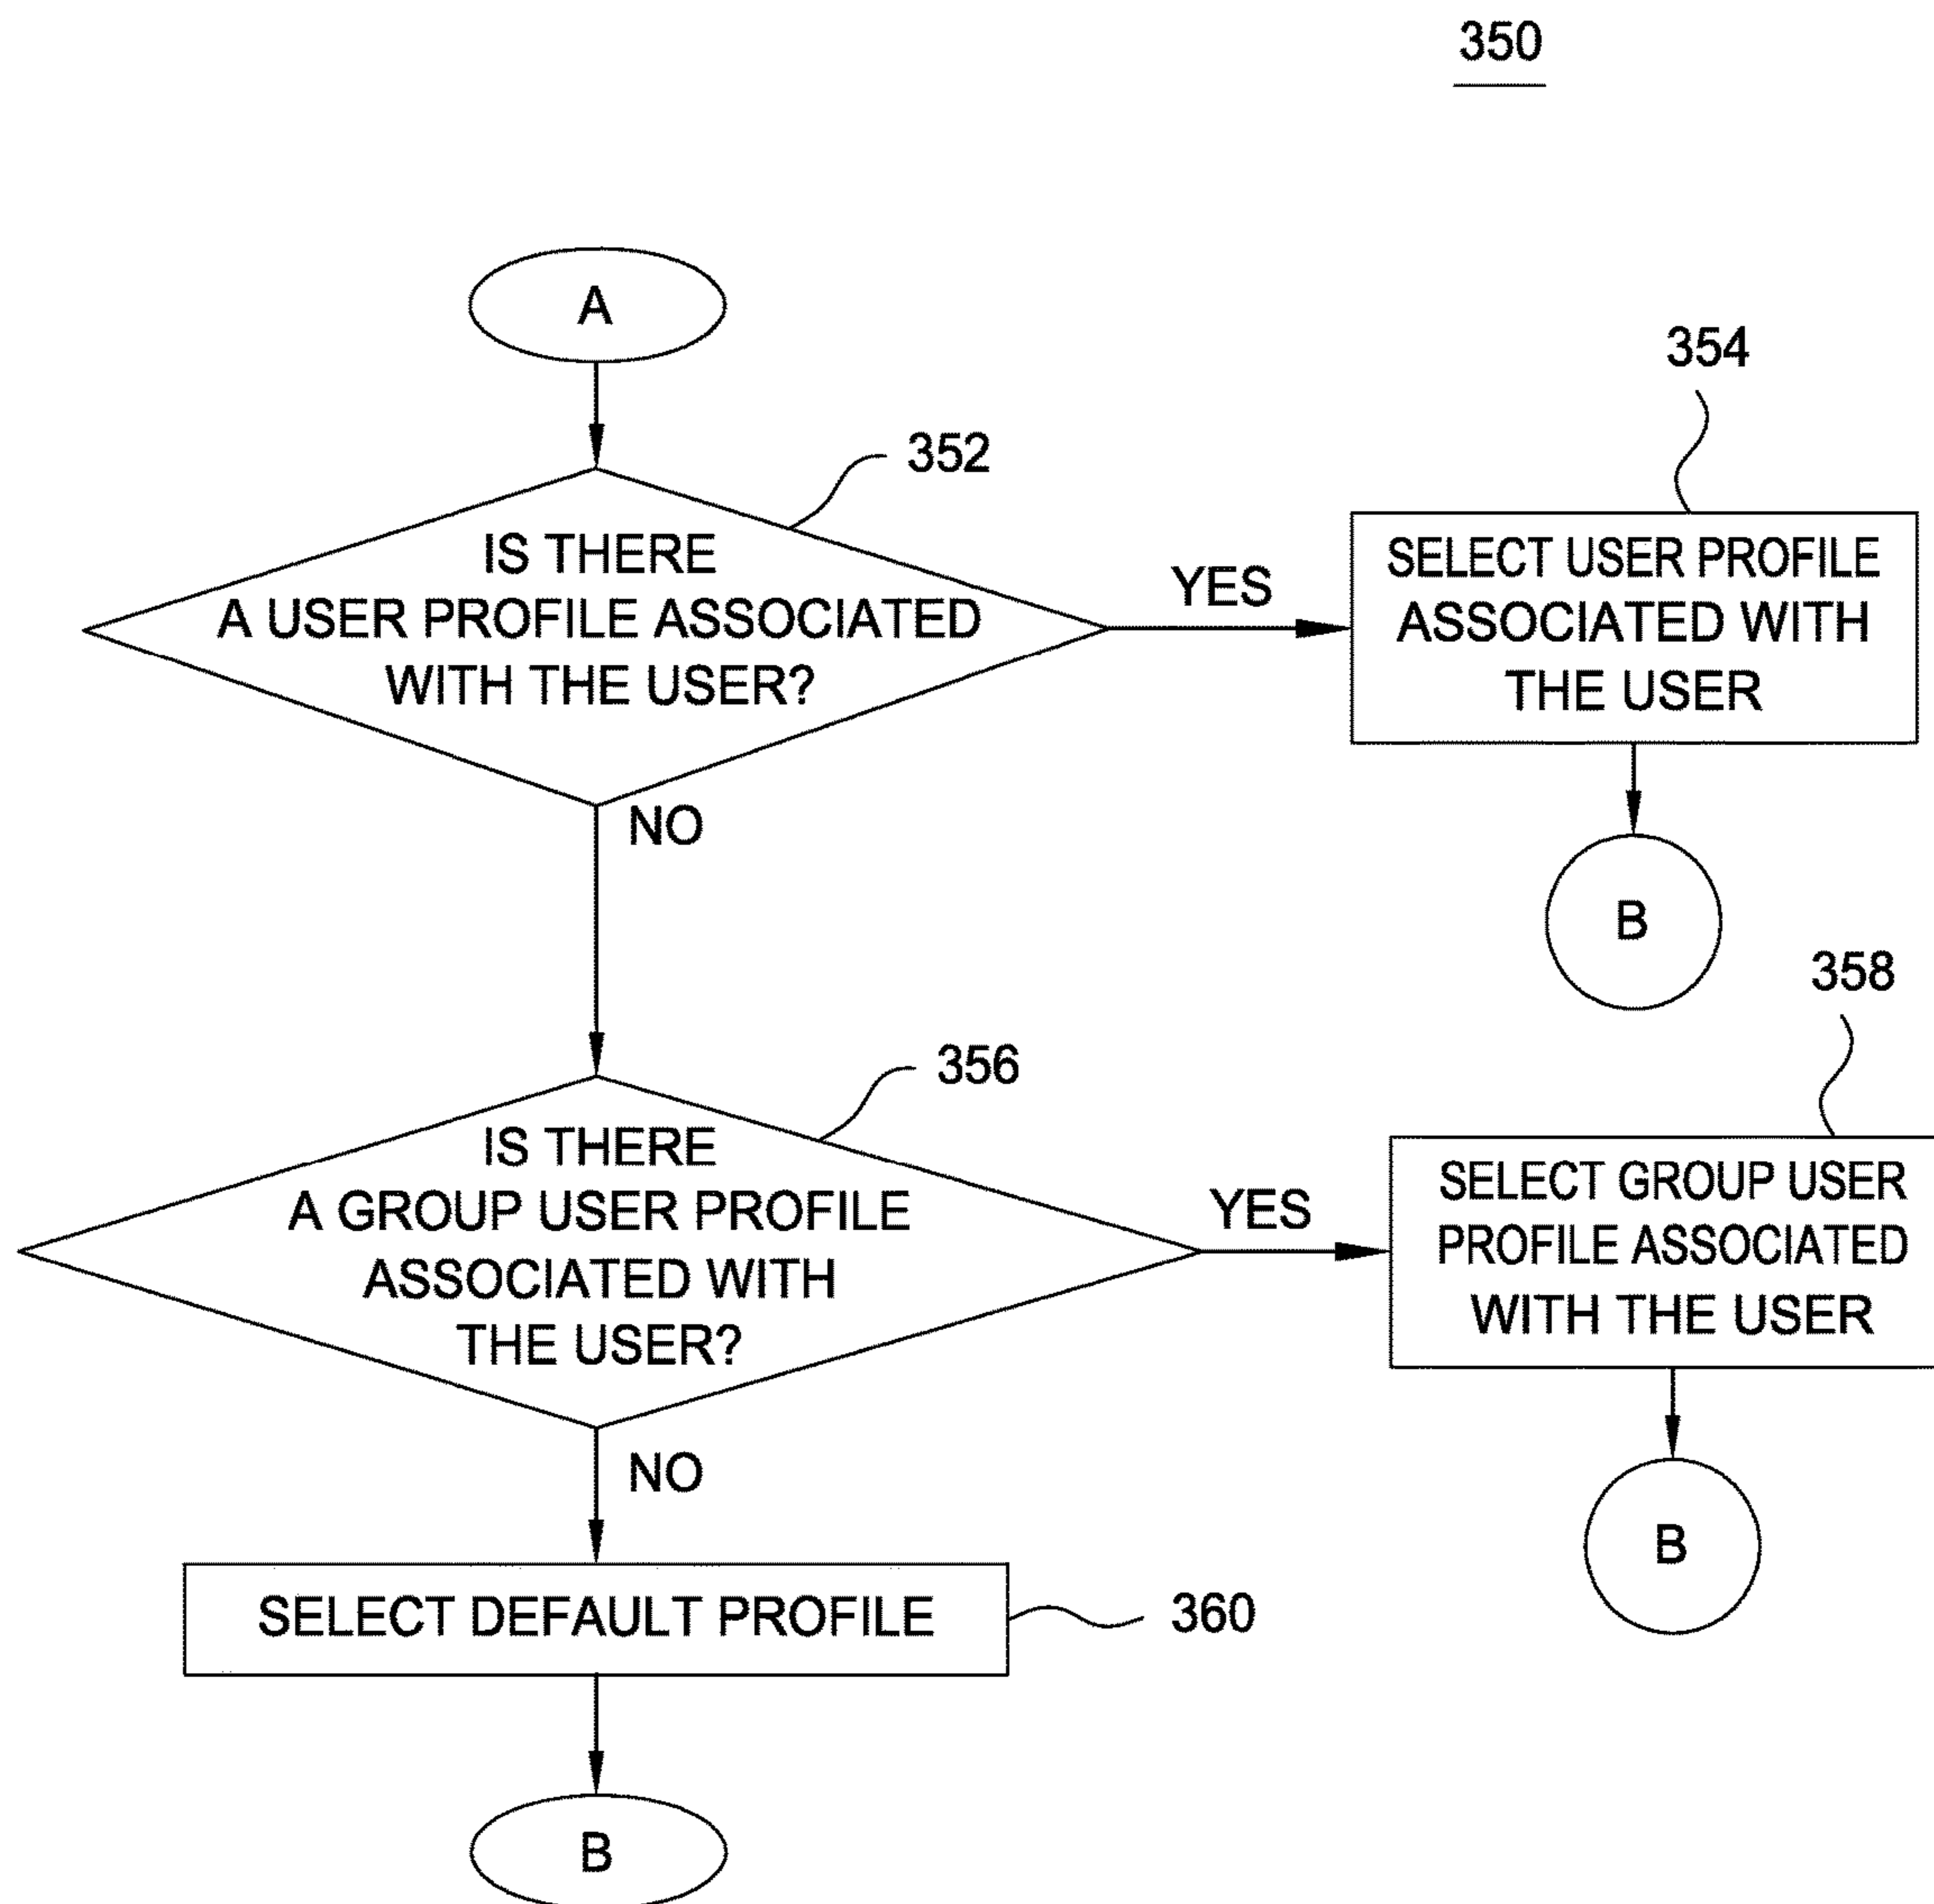 350
A
352
IS THERE
A USER PROFILE ASSOCIATED
WITH THE USER?
YES
354
SELECT USER PROFILE
ASSOCIATED WITH
THE USER
B
NO
356
IS THERE
A GROUP USER PROFILE
ASSOCIATED WITH
THE USER?
YES
358
SELECT GROUP USER
PROFILE ASSOCIATED
WITH THE USER
B
NO
SELECT DEFAULT PROFILE
360
B